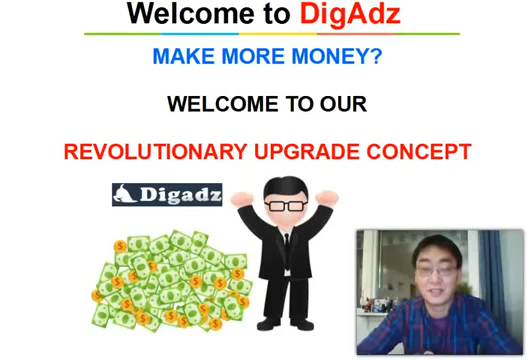 Welcome to DigAdz
MAKE MORE MONEY?
WELCOME TO OUR
REVOLUTIONARY UPGRADE CONCEPT
Digadz